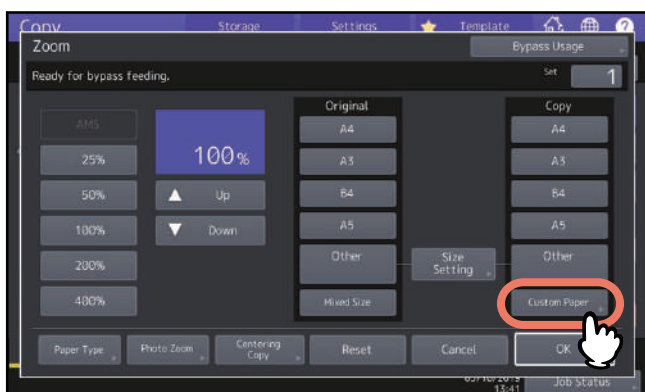 Copy Storage Settings Template
Zoom
Bypass Usage
Ready for bypass feeding.
Set 1
Original
Copy
AMS
25%
50%
100%
200%
400%
100%
Up
Down
A4
A3
B4
A5
Other
Mixed Size
Size
Setting
A4
A3
B4
A5
Other
Custom Paper
Paper Type
Photo Zoom
Centering
Copy
Reset
Cancel
OK
13:41
Job Status